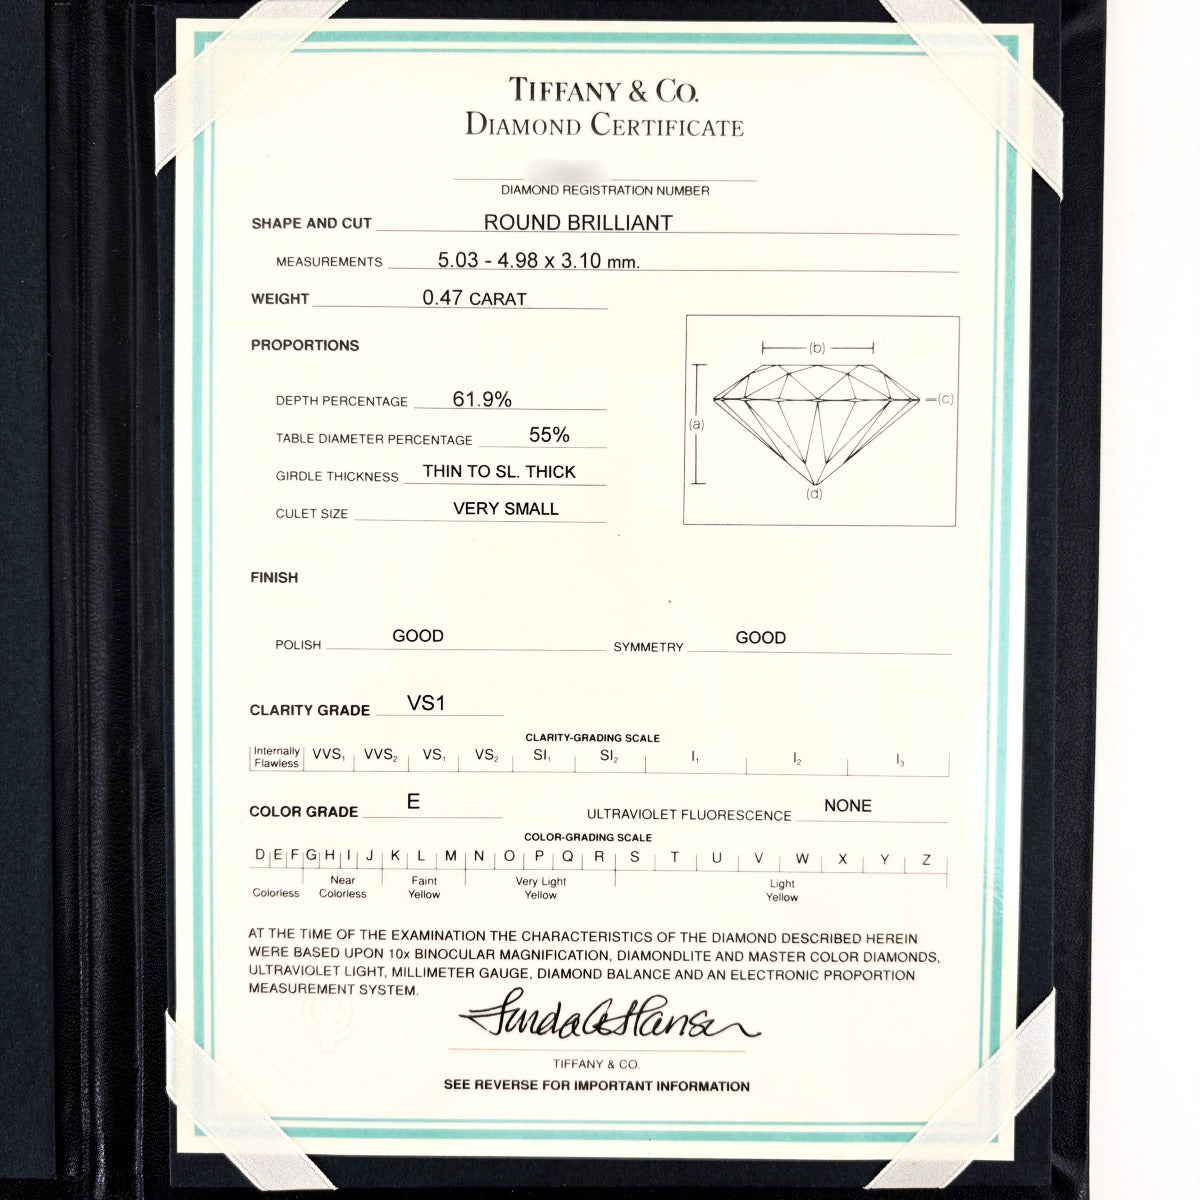 TIFFANY & CO.
DIAMOND CERTIFICATE
DIAMOND REGISTRATION NUMBER
SHAPE AND CUT ROUND BRILLIANT
MEASUREMENTS 5.03 - 4.98 x 3.10 mm.
WEIGHT 0.47 CARAT
PROPORTIONS
(b)
(c)
(a)
(d)
DEPTH PERCENTAGE 61.9%
TABLE DIAMETER PERCENTAGE 55%
GIRDLE THICKNESS THIN TO SL. THICK
CULET SIZE VERY SMALL
FINISH
POLISH GOOD SYMMETRY GOOD
CLARITY GRADE VS1
CLARITY-GRADING SCALE
Internally Flawless VVS₁ VVS₂ VS₁ VS₂ SI₁ SI₂ I₁ I₂ I₃
COLOR GRADE E ULTRAVIOLET FLUORESCENCE NONE
COLOR-GRADING SCALE
D E F G H I J K L M N O P Q R S T U V W X Y Z
Colorless Near Colorless Faint Yellow Very Light Yellow Light Yellow
AT THE TIME OF THE EXAMINATION THE CHARACTERISTICS OF THE DIAMOND DESCRIBED HEREIN
WERE BASED UPON 10x BINOCULAR MAGNIFICATION, DIAMONDLITE AND MASTER COLOR DIAMONDS,
ULTRAVIOLET LIGHT, MILLIMETER GAUGE, DIAMOND BALANCE AND AN ELECTRONIC PROPORTION
MEASUREMENT SYSTEM.
TIFFANY & CO.
SEE REVERSE FOR IMPORTANT INFORMATION